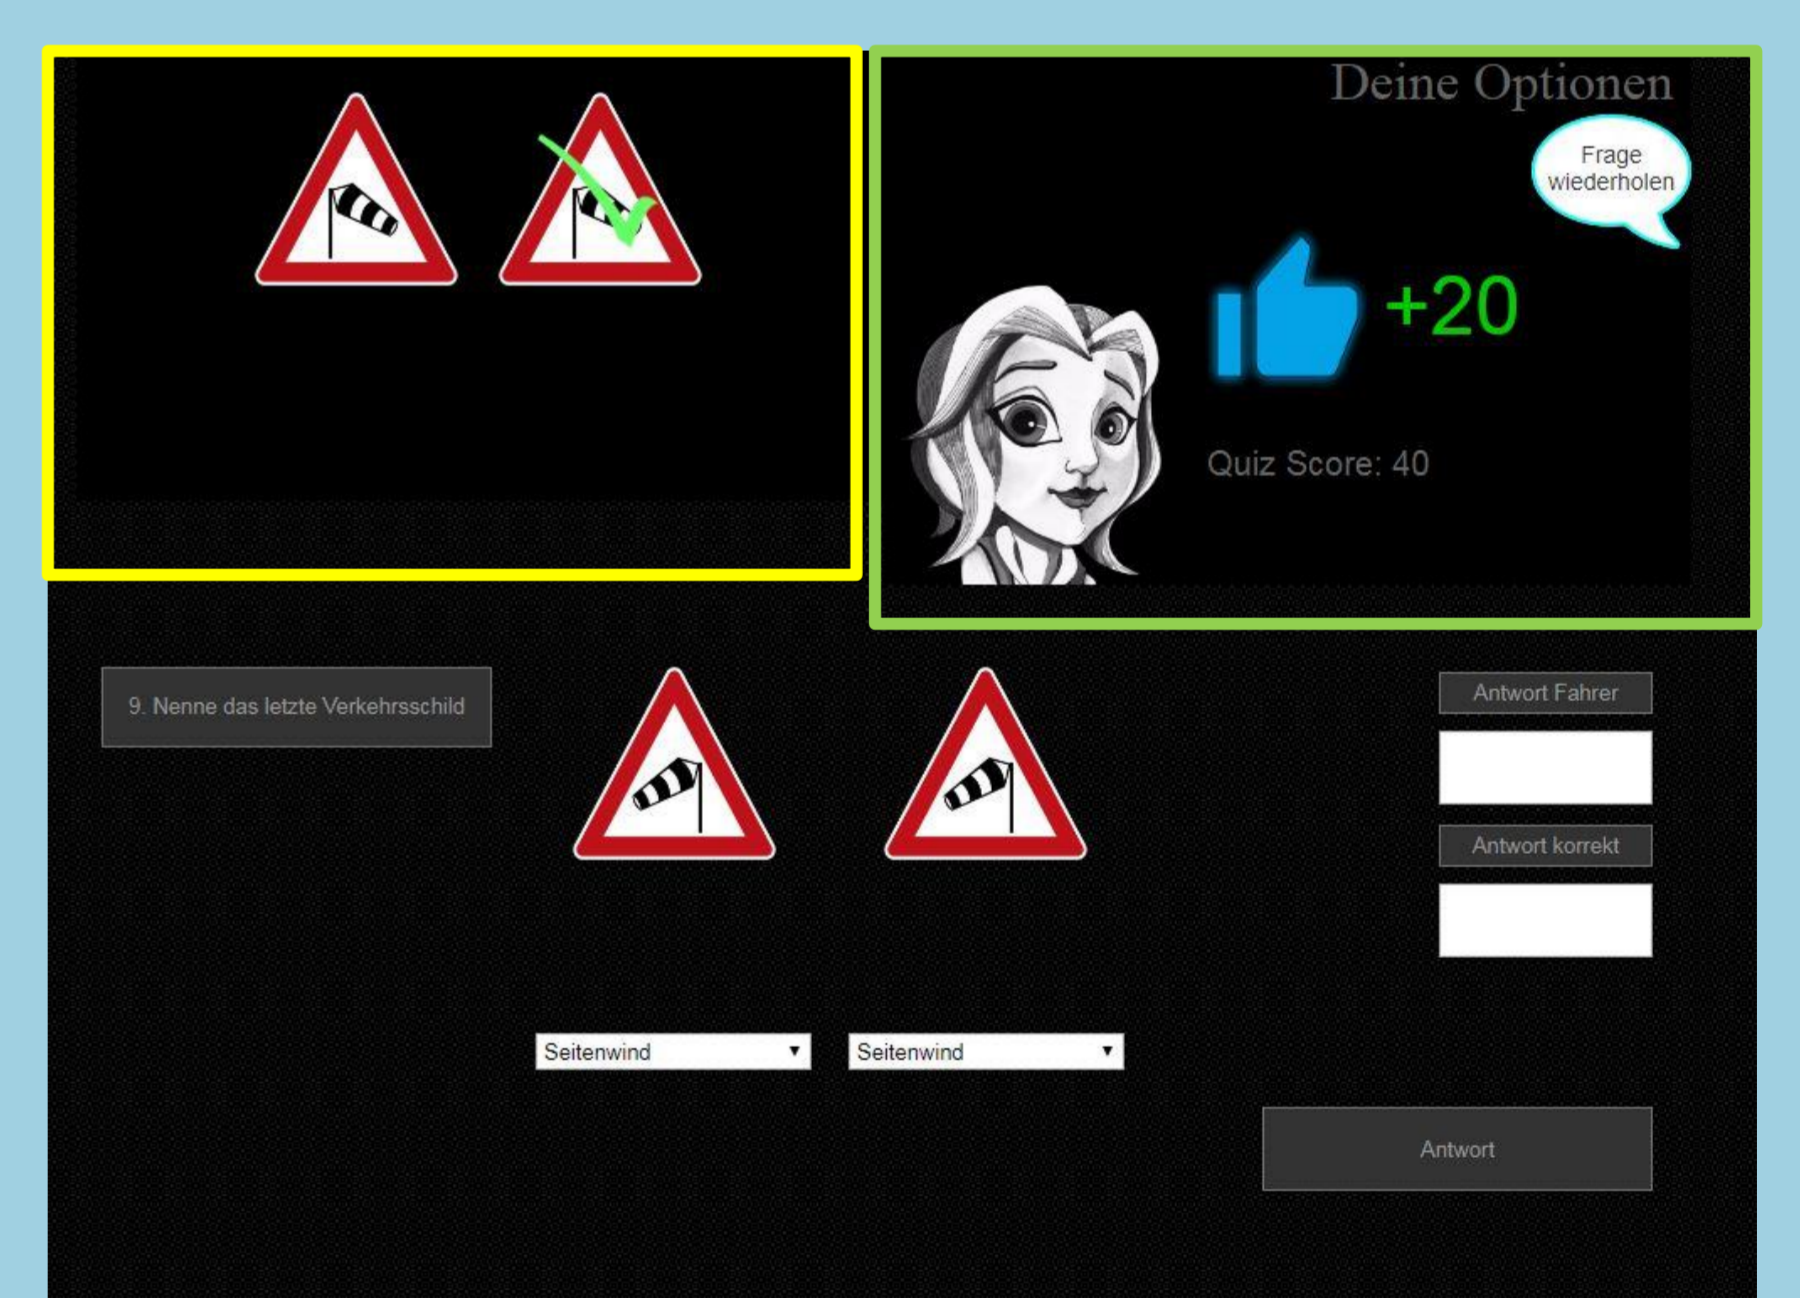 Deine Optionen
Frage
wiederholen
+20
Quiz Score: 40
9. Nenne das letzte Verkehrsschild
Antwort Fahrer
Antwort korrekt
Seitenwind
Seitenwind
Antwort